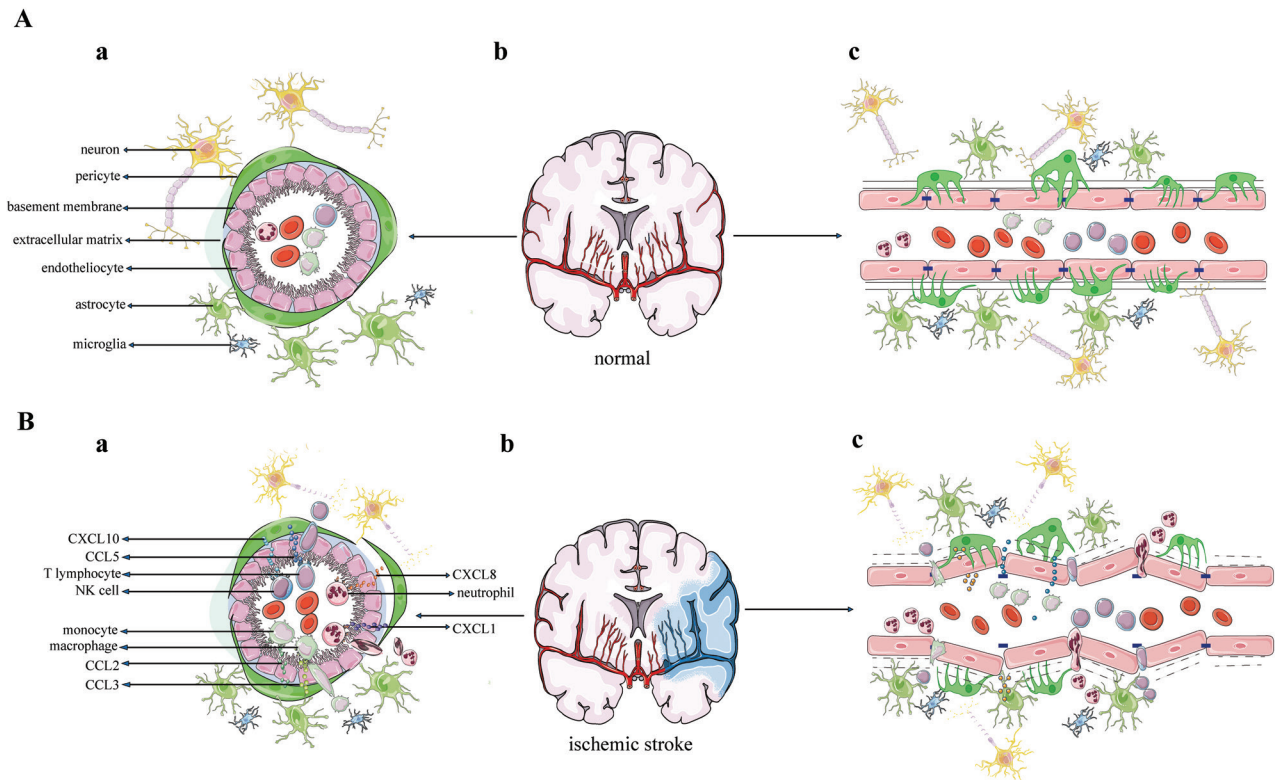 A
a
b
c
neuron
pericyte
basement membrane
extracellular matrix
endotheliocyte
astrocyte
microglia
normal
B
a
b
c
CXCL10
CCL5
T lymphocyte
NK cell
monocyte
macrophage
CCL2
CCL3
CXCL8
neutrophil
CXCL1
ischemic stroke